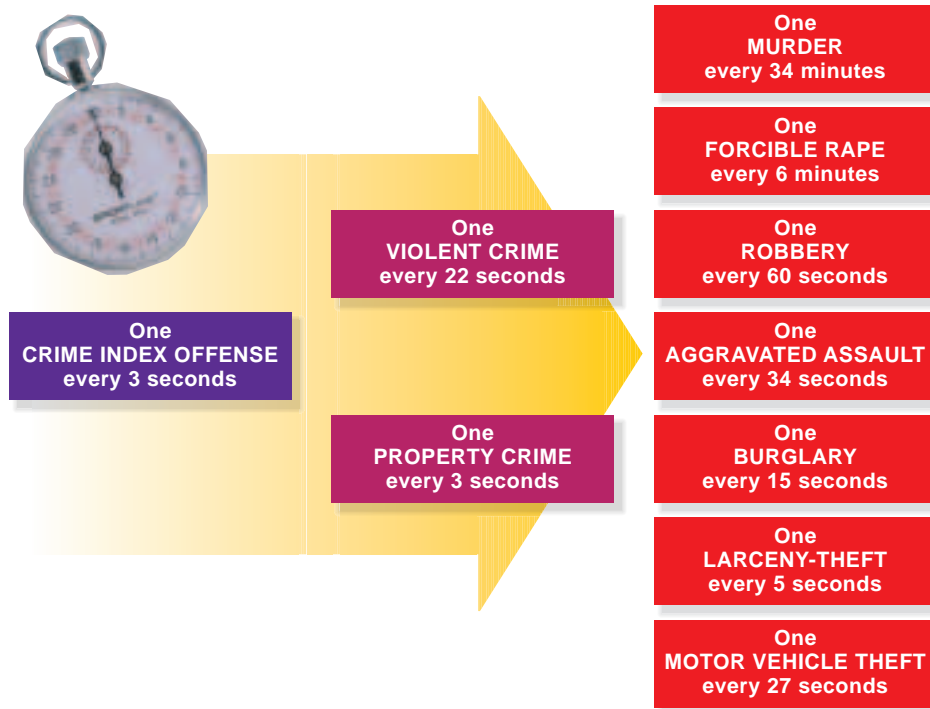 One
MURDER
every 34 minutes
One
FORCIBLE RAPE
every 6 minutes
One
VIOLENT CRIME
every 22 seconds
One
ROBBERY
every 60 seconds
One
CRIME INDEX OFFENSE
every 3 seconds
One
AGGRAVATED ASSAULT
every 34 seconds
One
PROPERTY CRIME
every 3 seconds
One
BURGLARY
every 15 seconds
One
LARCENY-THEFT
every 5 seconds
One
MOTOR VEHICLE THEFT
every 27 seconds